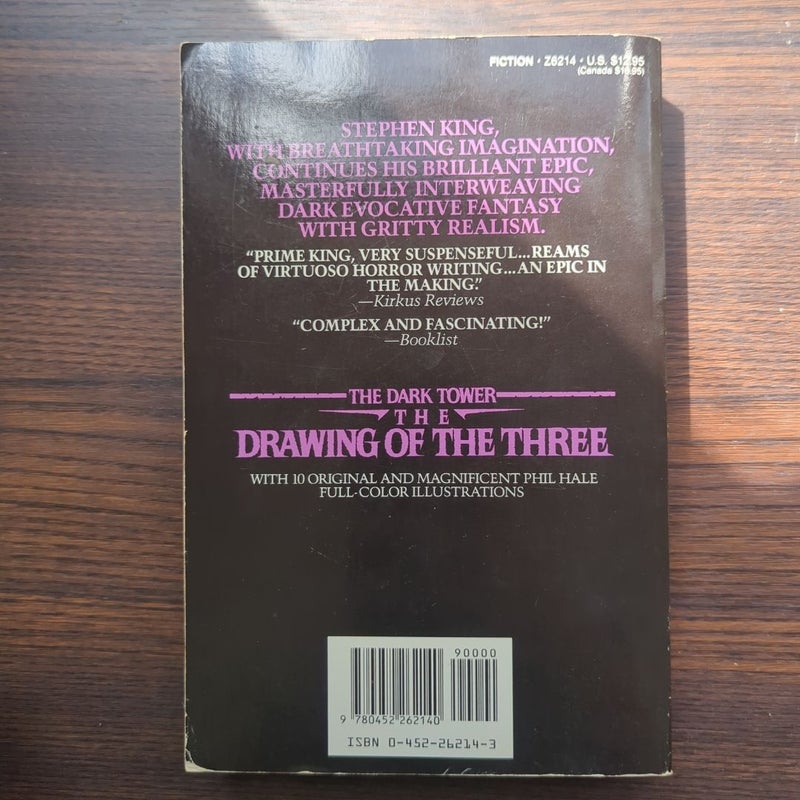 FICTION • Z6214 • U.S. $12.95
(Canada $16.95)
STEPHEN KING,
WITH BREATHTAKING IMAGINATION,
CONTINUES HIS BRILLIANT EPIC,
MASTERFULLY INTERWEAVING
DARK EVOCATIVE FANTASY
WITH GRITTY REALISM.
“PRIME KING, VERY SUSPENSEFUL...REAMS
OF VIRTUOSO HORROR WRITING...AN EPIC IN
THE MAKING.”
—Kirkus Reviews
“COMPLEX AND FASCINATING!”
—Booklist
THE DARK TOWER
THE
DRAWING OF THE THREE
WITH 10 ORIGINAL AND MAGNIFICENT PHIL HALE
FULL-COLOR ILLUSTRATIONS
90000
9 780452 262140
ISBN 0-452-26214-3